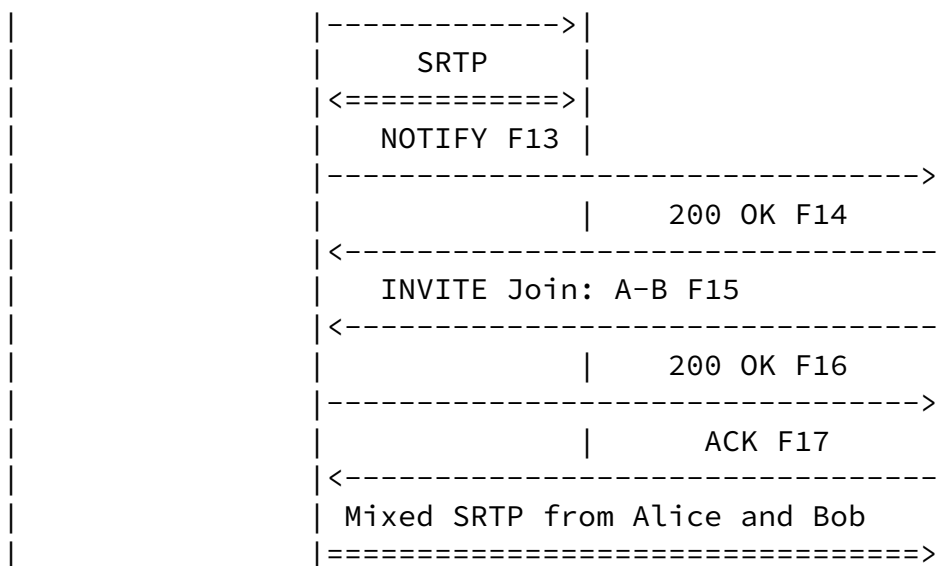 |                |------------->|
|                |     SRTP     |
|                |<============>|
|                |   NOTIFY F13 |
|                |--------------------------------->
|                |              |    200 OK F14
|                |<---------------------------------
|                |   INVITE Join: A-B F15
|                |<---------------------------------
|                |              |    200 OK F16
|                |--------------------------------->
|                |              |      ACK F17
|                |<---------------------------------
|                | Mixed SRTP from Alice and Bob
|                |=================================>